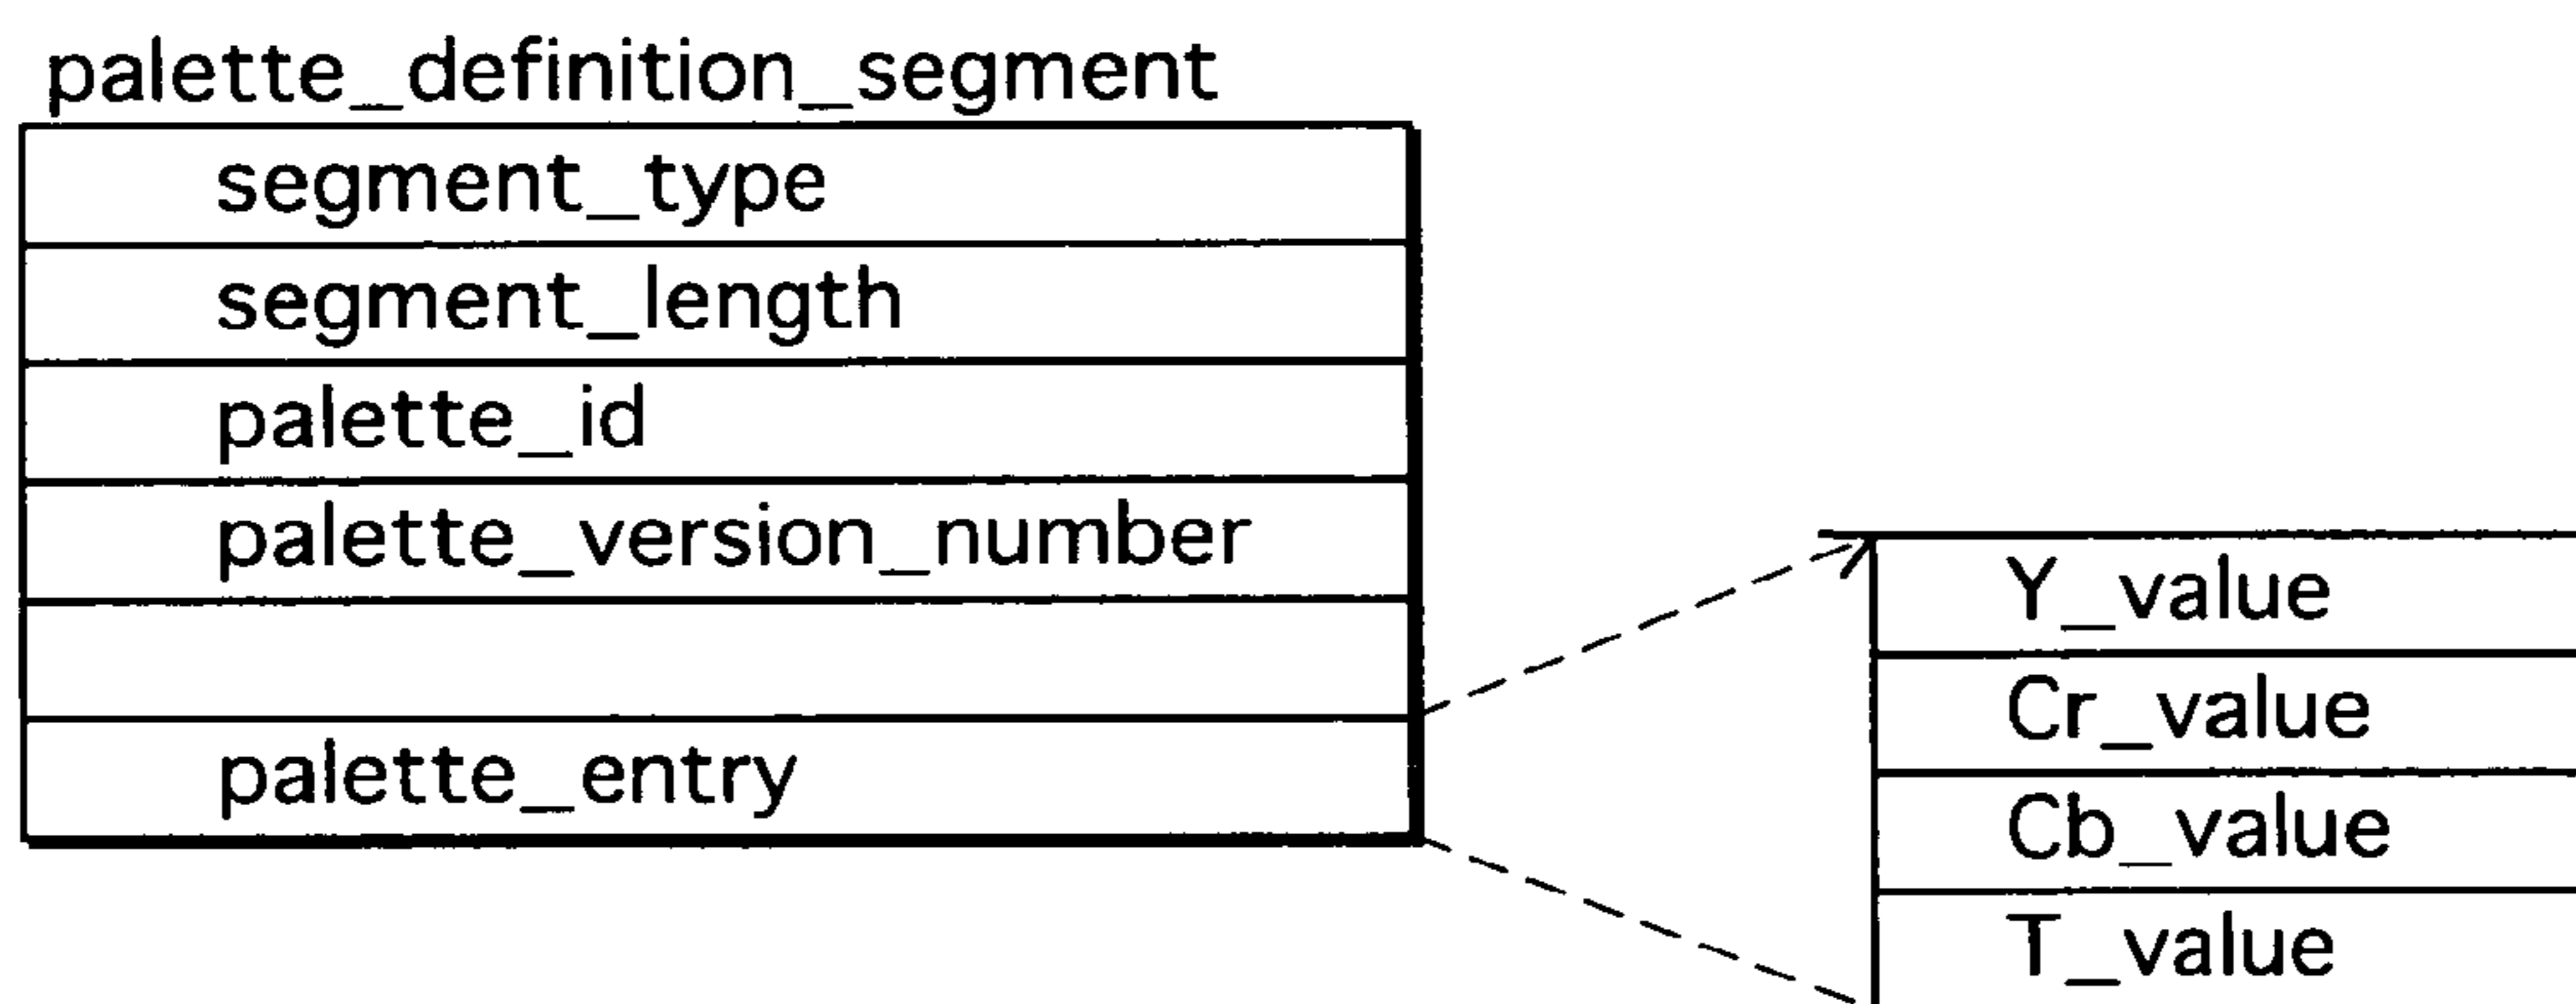 palette_definition_segment
segment_type
segment_length
palette_id
palette_version_number
palette_entry
Y_value
Cr_value
Cb_value
T_value